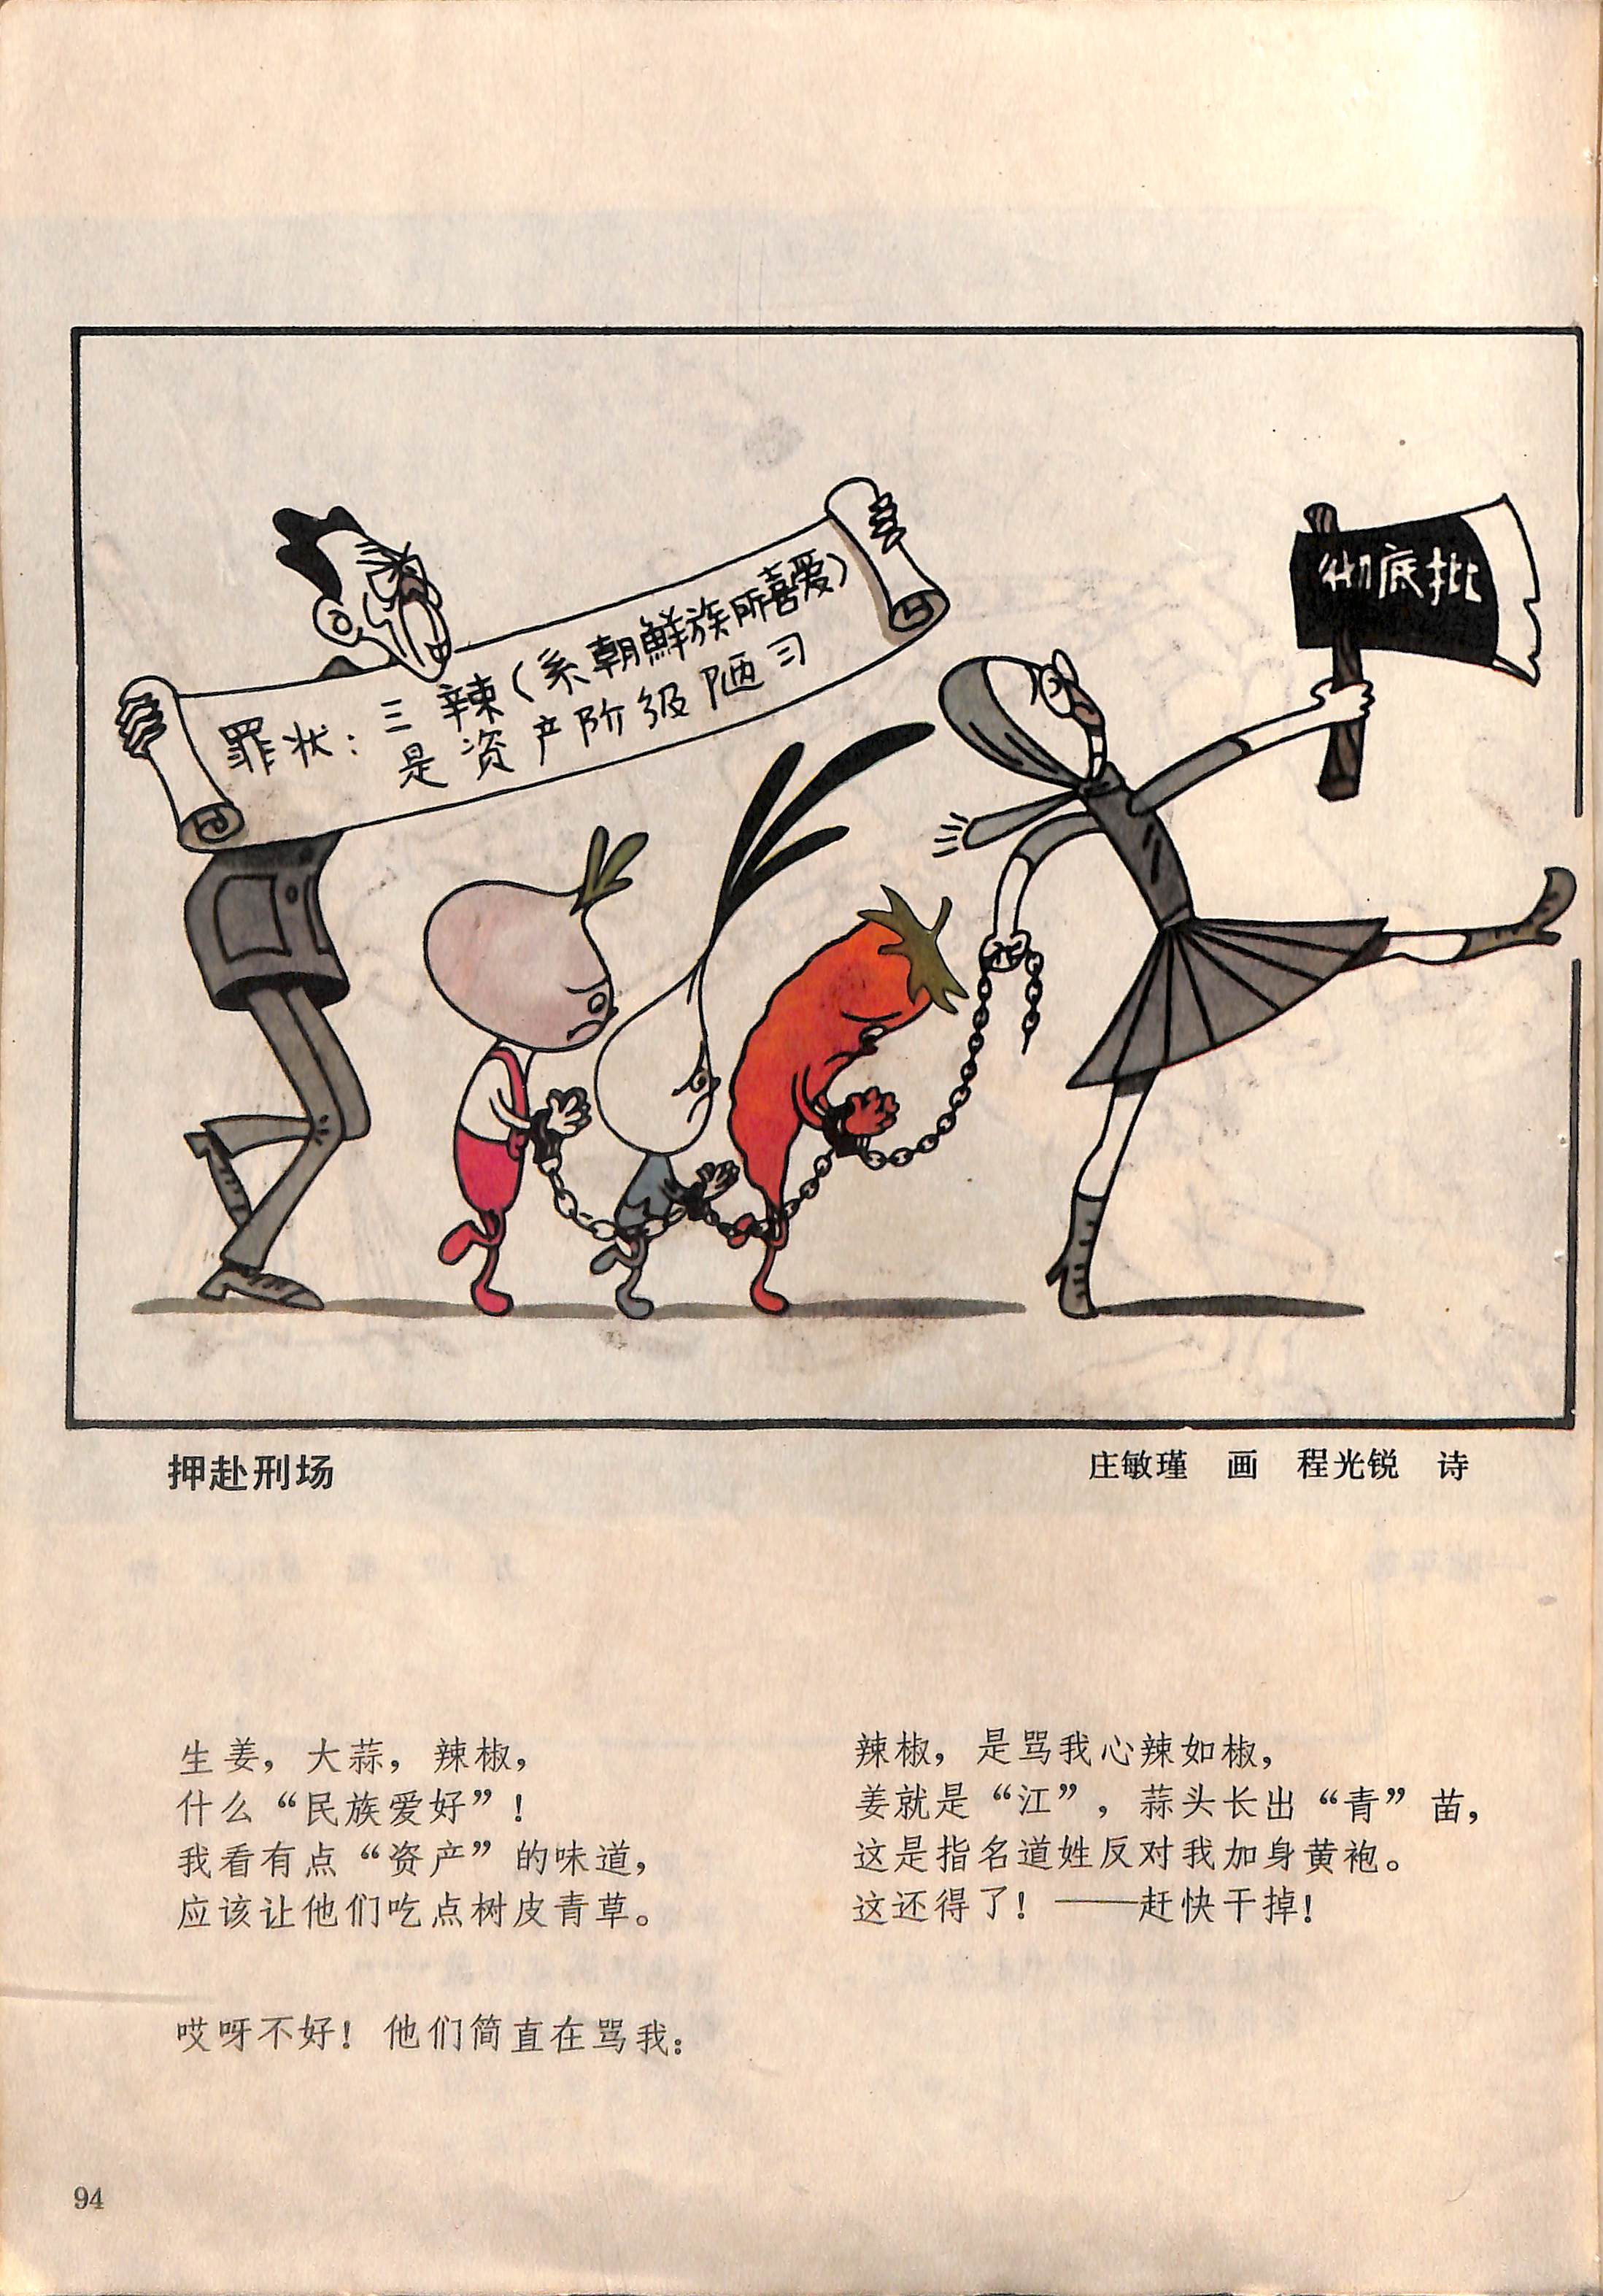 罪状：三辣（系朝鲜族所喜爱）
是资产阶级陋习
彻底批
押赴刑场
庄敏瑾 画 程光锐 诗
生姜，大蒜，辣椒，
什么“民族爱好”！
我看有点“资产”的味道，
应该让他们吃点树皮青草。
哎呀不好！他们简直在骂我：
辣椒，是骂我心辣如椒，
姜就是“江”，蒜头长出“青”苗，
这是指名道姓反对我加身黄袍。
这还得了！——赶快干掉！
94